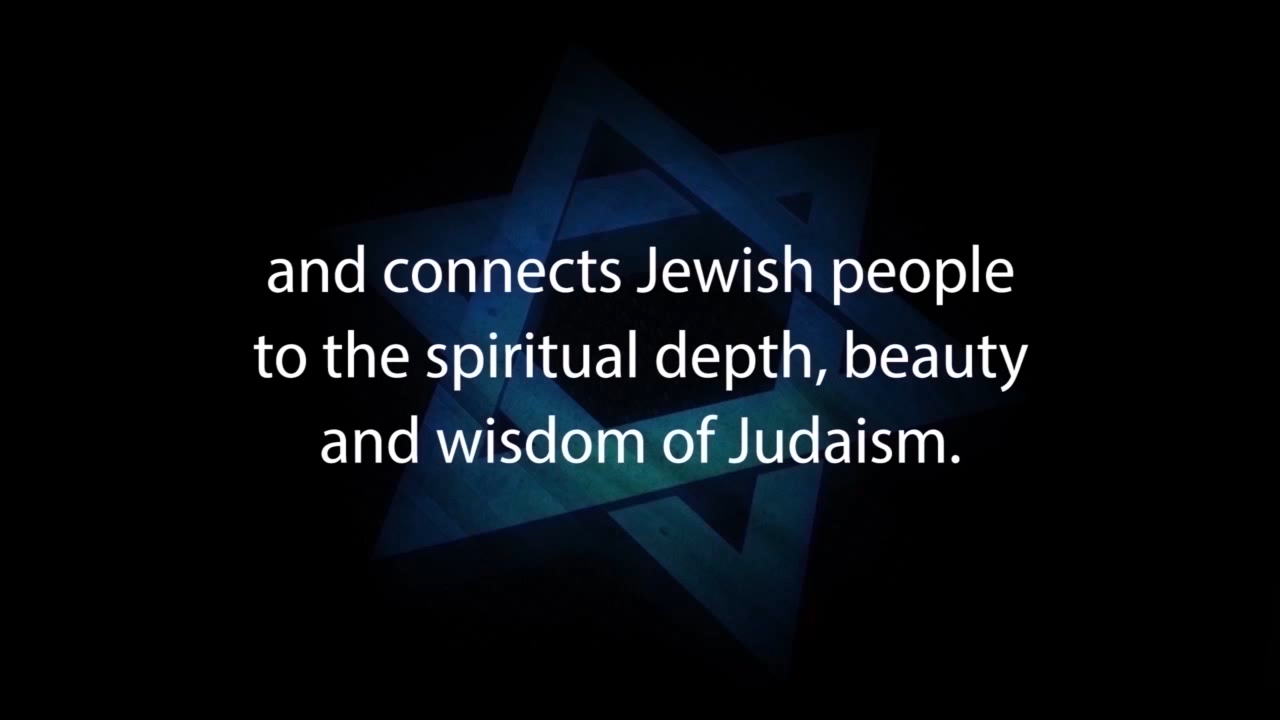 and connects Jewish people
to the spiritual depth, beauty
and wisdom of Judaism.